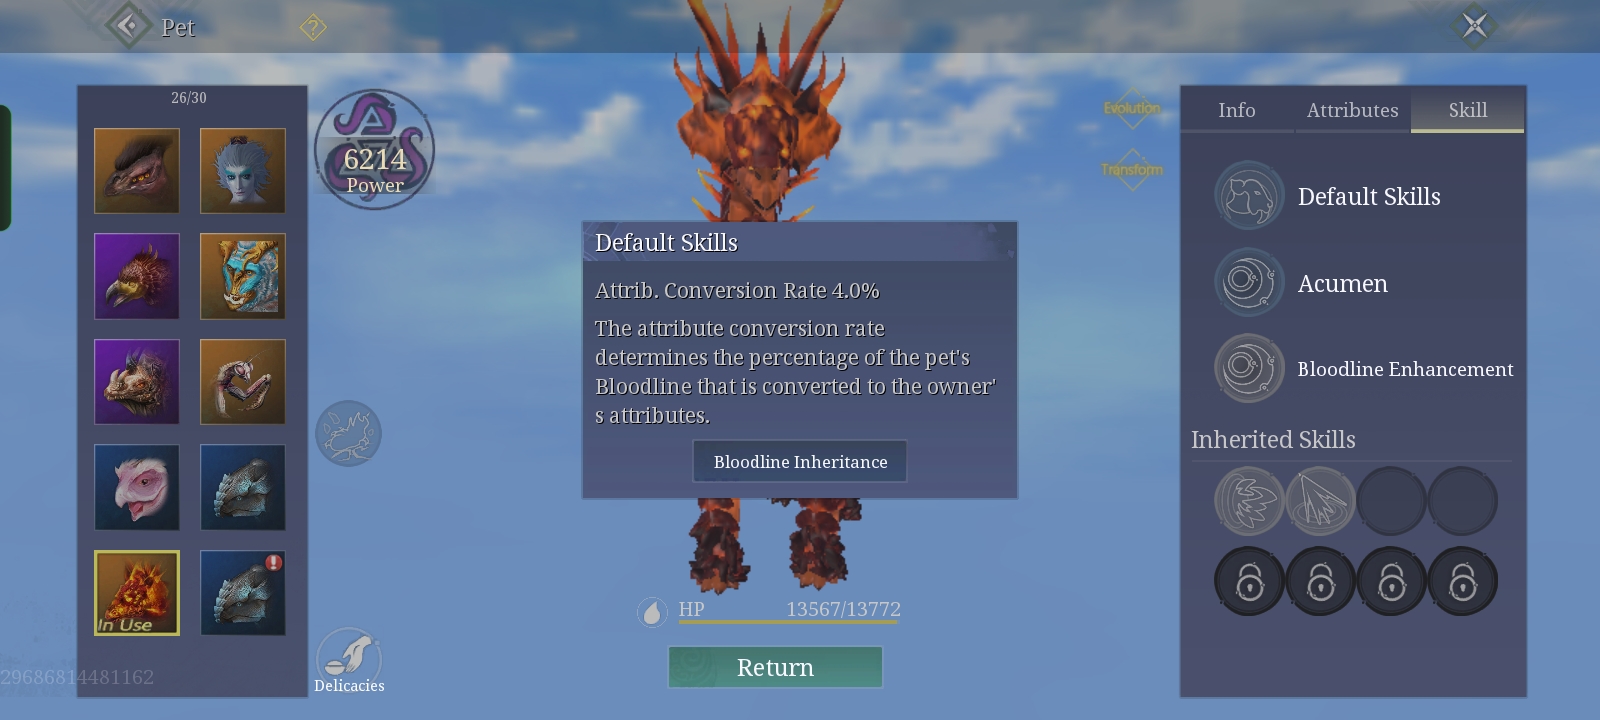 Pet
?
26/30
6214
Power
Evolution
Transform
Info
Attributes
Skill
Default Skills
Acumen
Bloodline Enhancement
Inherited Skills
Default Skills
Attrib. Conversion Rate 4.0%
The attribute conversion rate
determines the percentage of the pet's
Bloodline that is converted to the owner'
s attributes.
Bloodline Inheritance
In Use
HP
13567/13772
Return
Delicacies
29686814481162